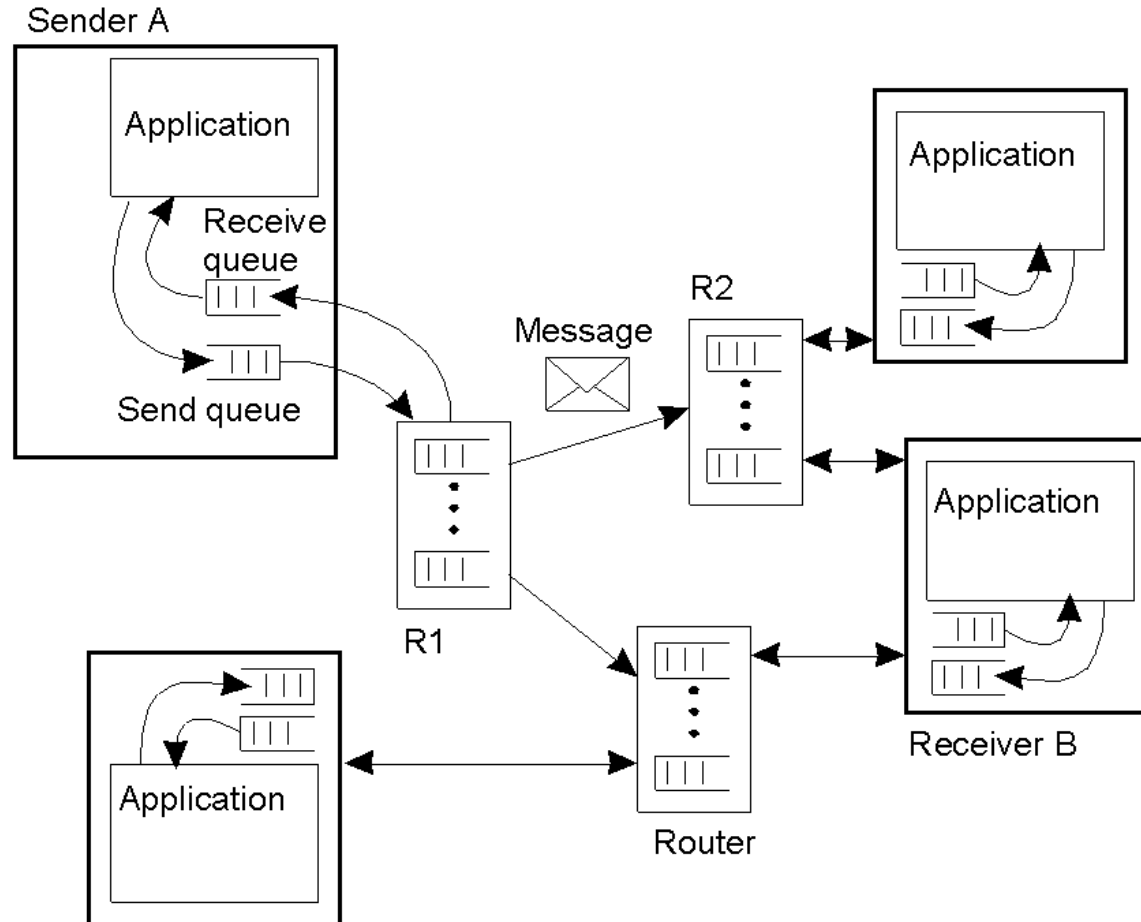 Sender A
Application
Receive
queue
Send queue
R1
Message
R2
Application
Application
Receiver B
Application
Router